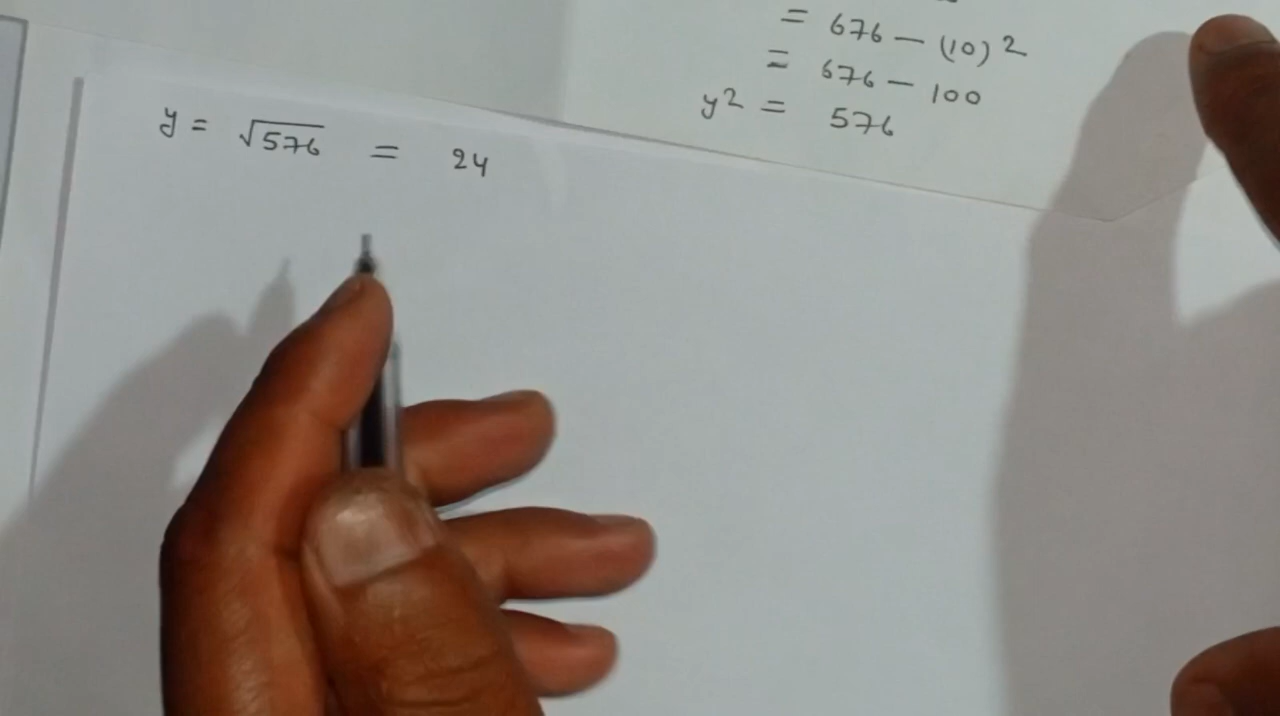 = 676 - (10)²
= 676 - 100
y² = 576
y = √576 = 24